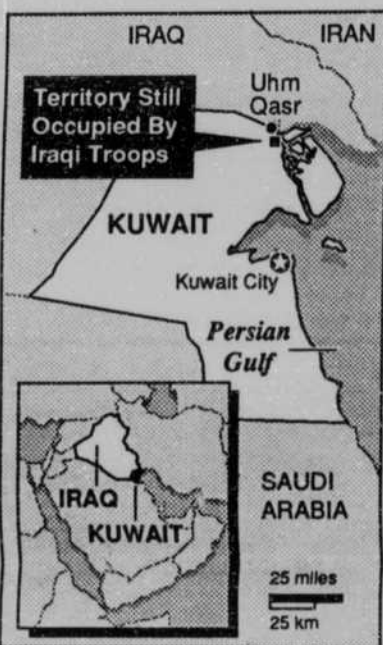 IRAQ
IRAN
Territory Still
Occupied By
Iraqi Troops
Uhm
Qasr
KUWAIT
Kuwait City
Persian
Gulf
IRAQ
KUWAIT
SAUDI
ARABIA
25 miles
25 km